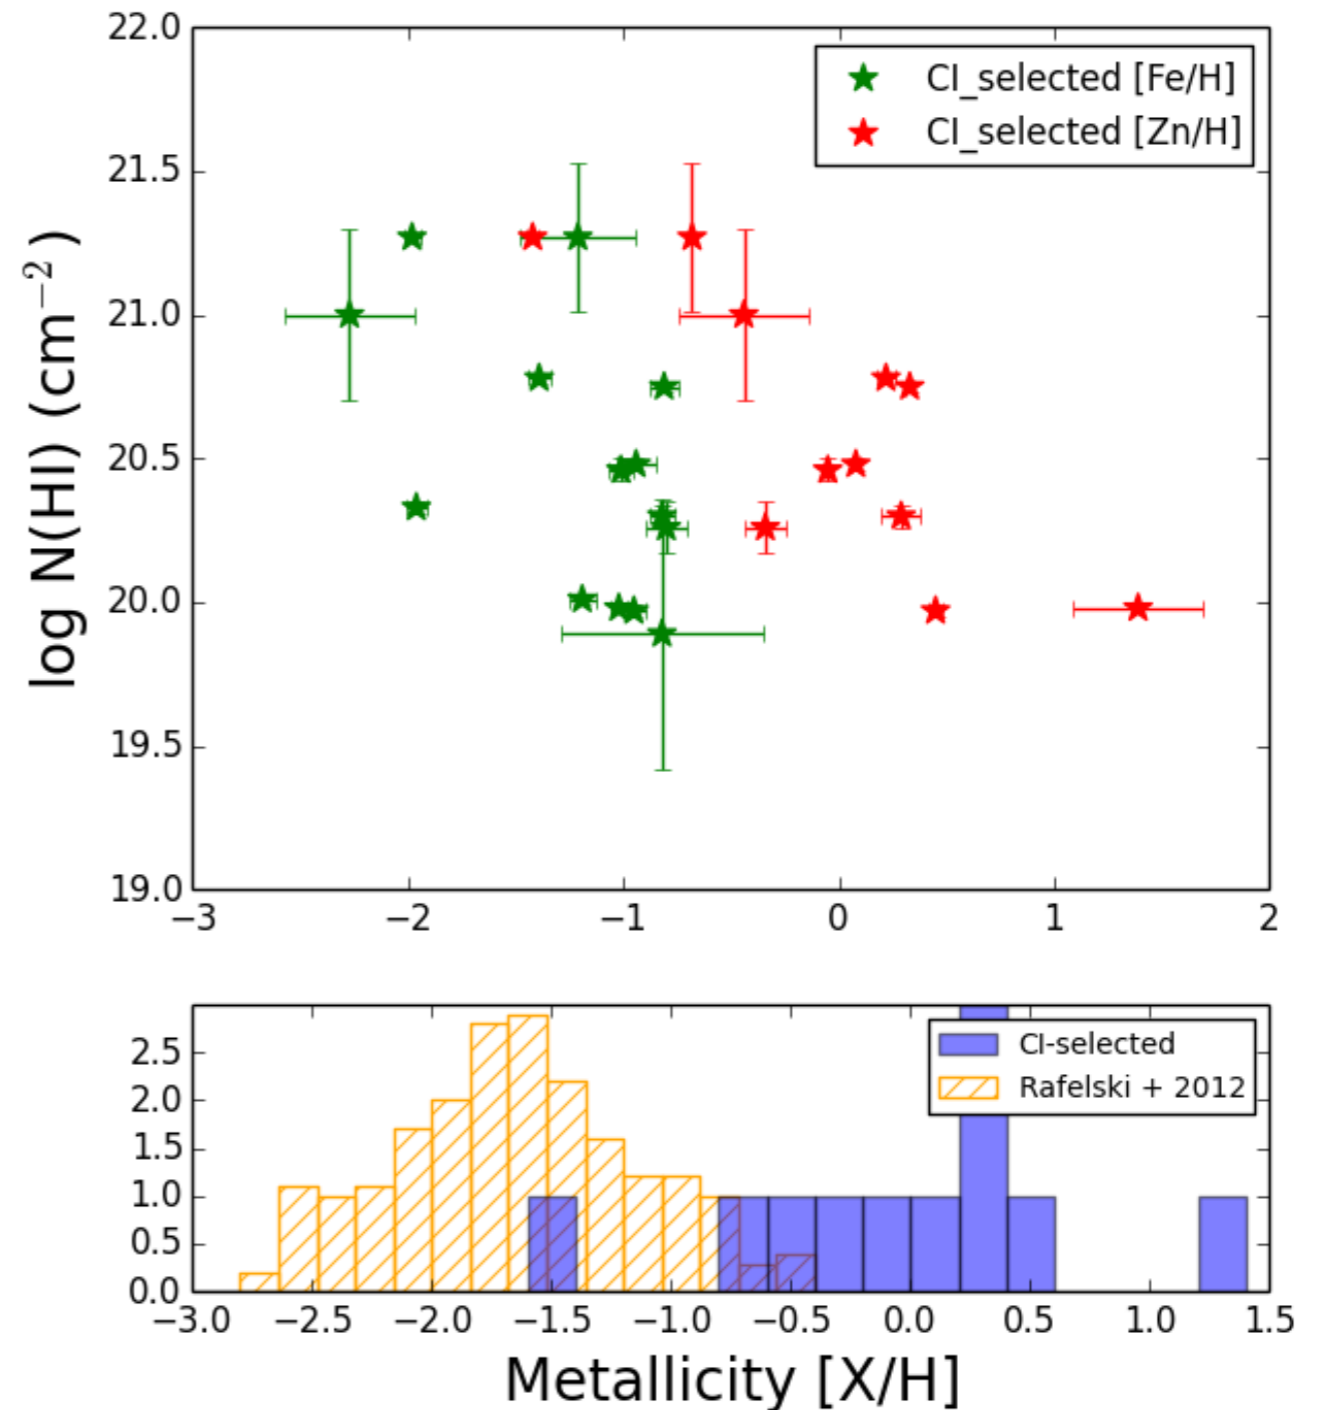 22.0
21.5
21.0
20.5
20.0
19.5
19.0
log N(HI) (cm⁻²)
CI_selected [Fe/H]
CI_selected [Zn/H]
−3 −2 −1 0 1 2
2.5
2.0
1.5
1.0
0.5
0.0
CI-selected
Rafelski + 2012
−3.0 −2.5 −2.0 −1.5 −1.0 −0.5 0.0 0.5 1.0 1.5
Metallicity [X/H]